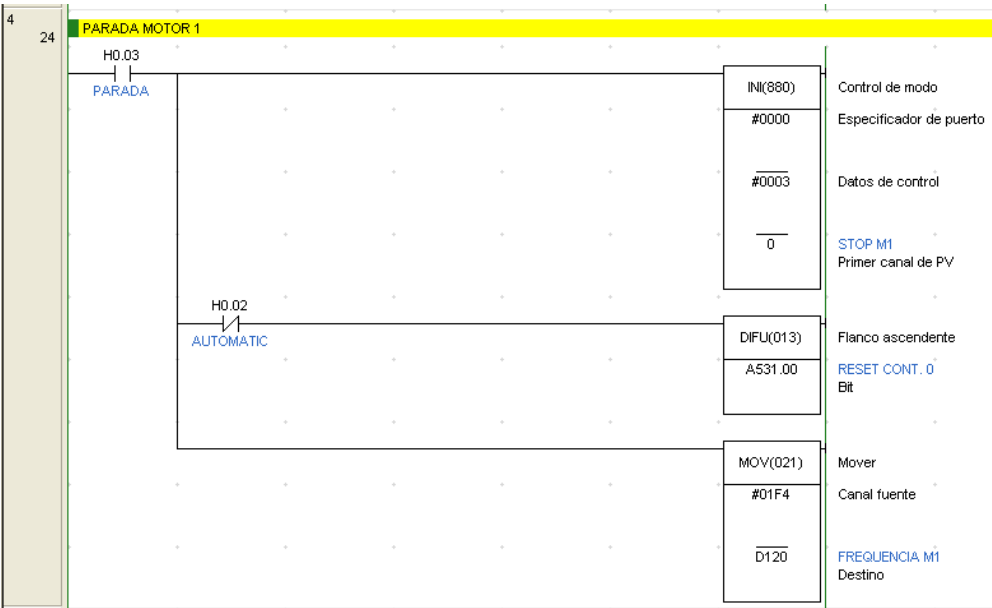 4
24
PARADA MOTOR 1
H0.03
PARADA
INI(880)
Control de modo
#0000
Especificador de puerto
#0003
Datos de control
0
STOP M1
Primer canal de PV
H0.02
AUTOMATIC
DIFU(013)
Flanco ascendente
A531.00
RESET CONT. 0
Bit
MOV(021)
Mover
#01F4
Canal fuente
D120
FREQUENCIA M1
Destino